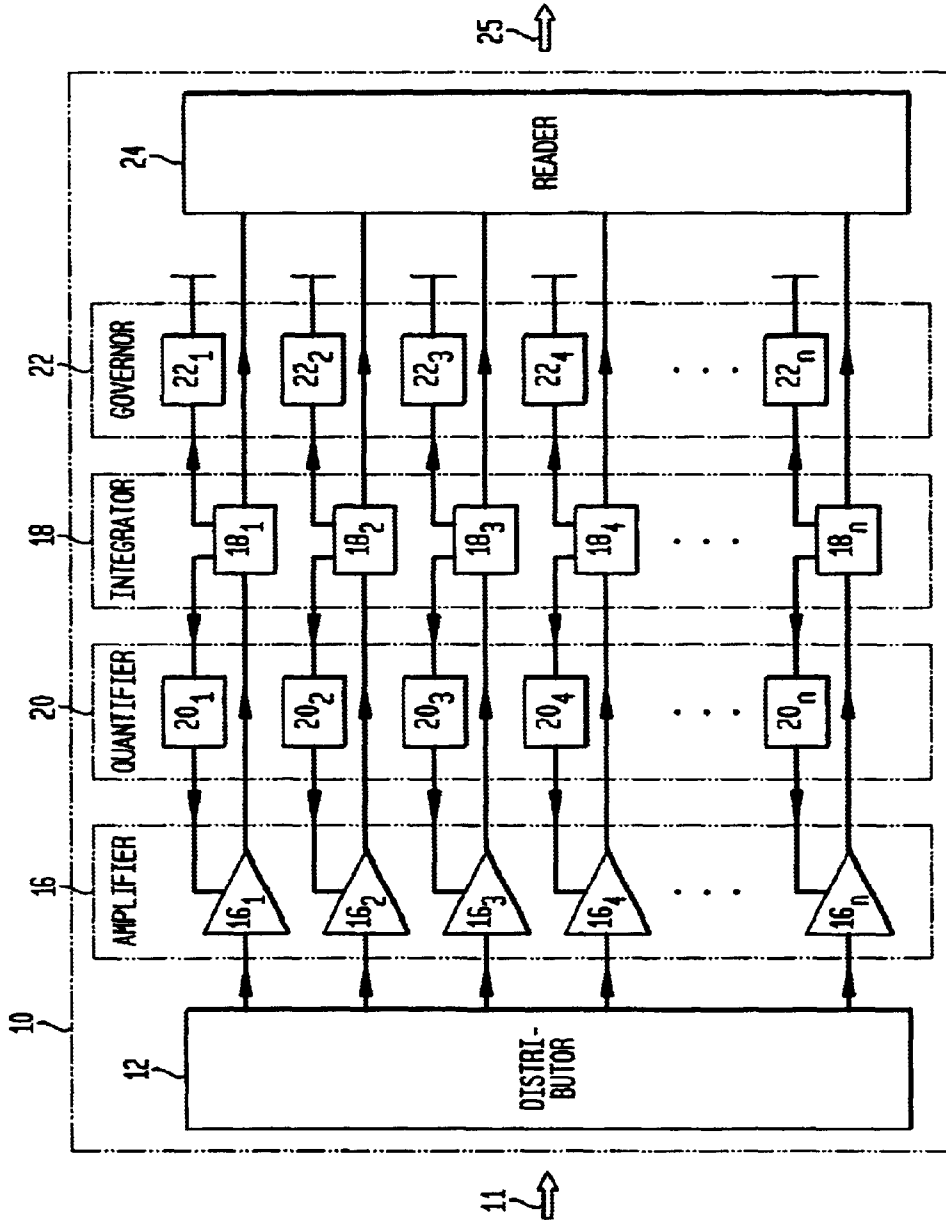 10
12
16
20
18
22
24
AMPLIFIER
QUANTIFIER
INTEGRATOR
GOVERNOR
16₁ 20₁ 18₁ 22₁
16₂ 20₂ 18₂ 22₂
16₃ 20₃ 18₃ 22₃
16₄ 20₄ 18₄ 22₄
. . . . . . . . . . . .
16ₙ 20ₙ 18ₙ 22ₙ
DISTRI-
BUTOR
READER
11
25